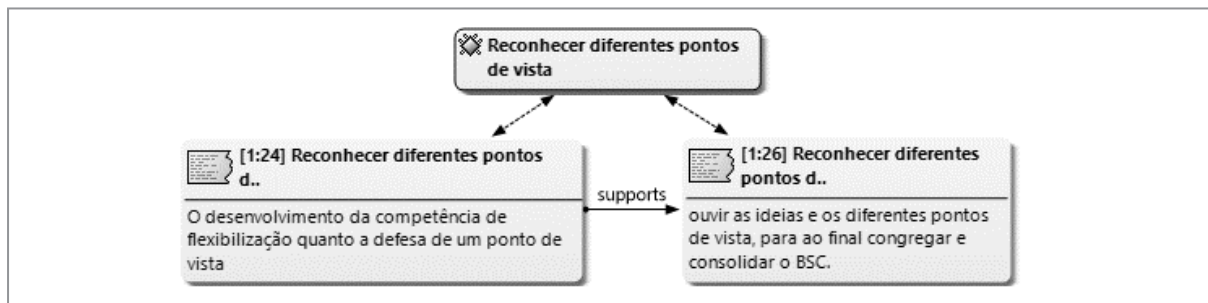 Reconhecer diferentes pontos
de vista
[1:24] Reconhecer diferentes pontos
d..
O desenvolvimento da competência de
flexibilização quanto a defesa de um ponto de
vista
supports
[1:26] Reconhecer diferentes
pontos d..
ouvir as ideias e os diferentes pontos
de vista, para ao final congregar e
consolidar o BSC.